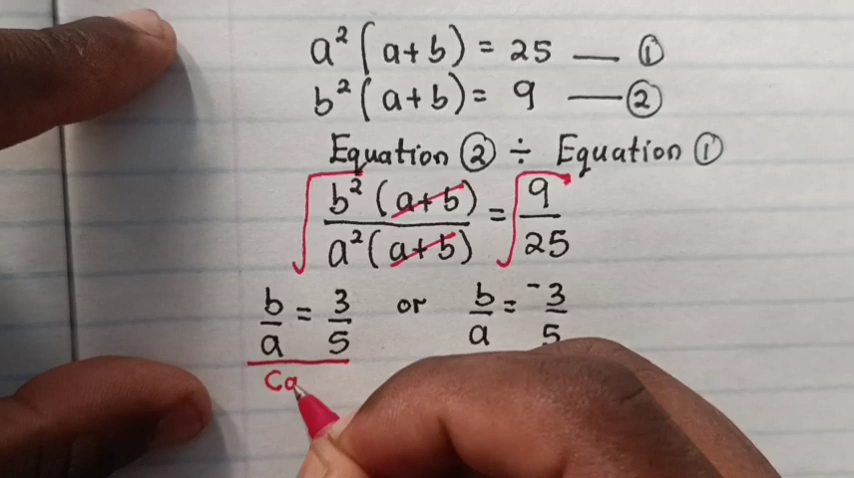 a² (a+b) = 25 — ①
b² (a+b) = 9 — ②
Equation ② ÷ Equation ①
√(b² (a+b) / a² (a+b)) = √(9/25)
b/a = 3/5 or b/a = -3/5
Ca